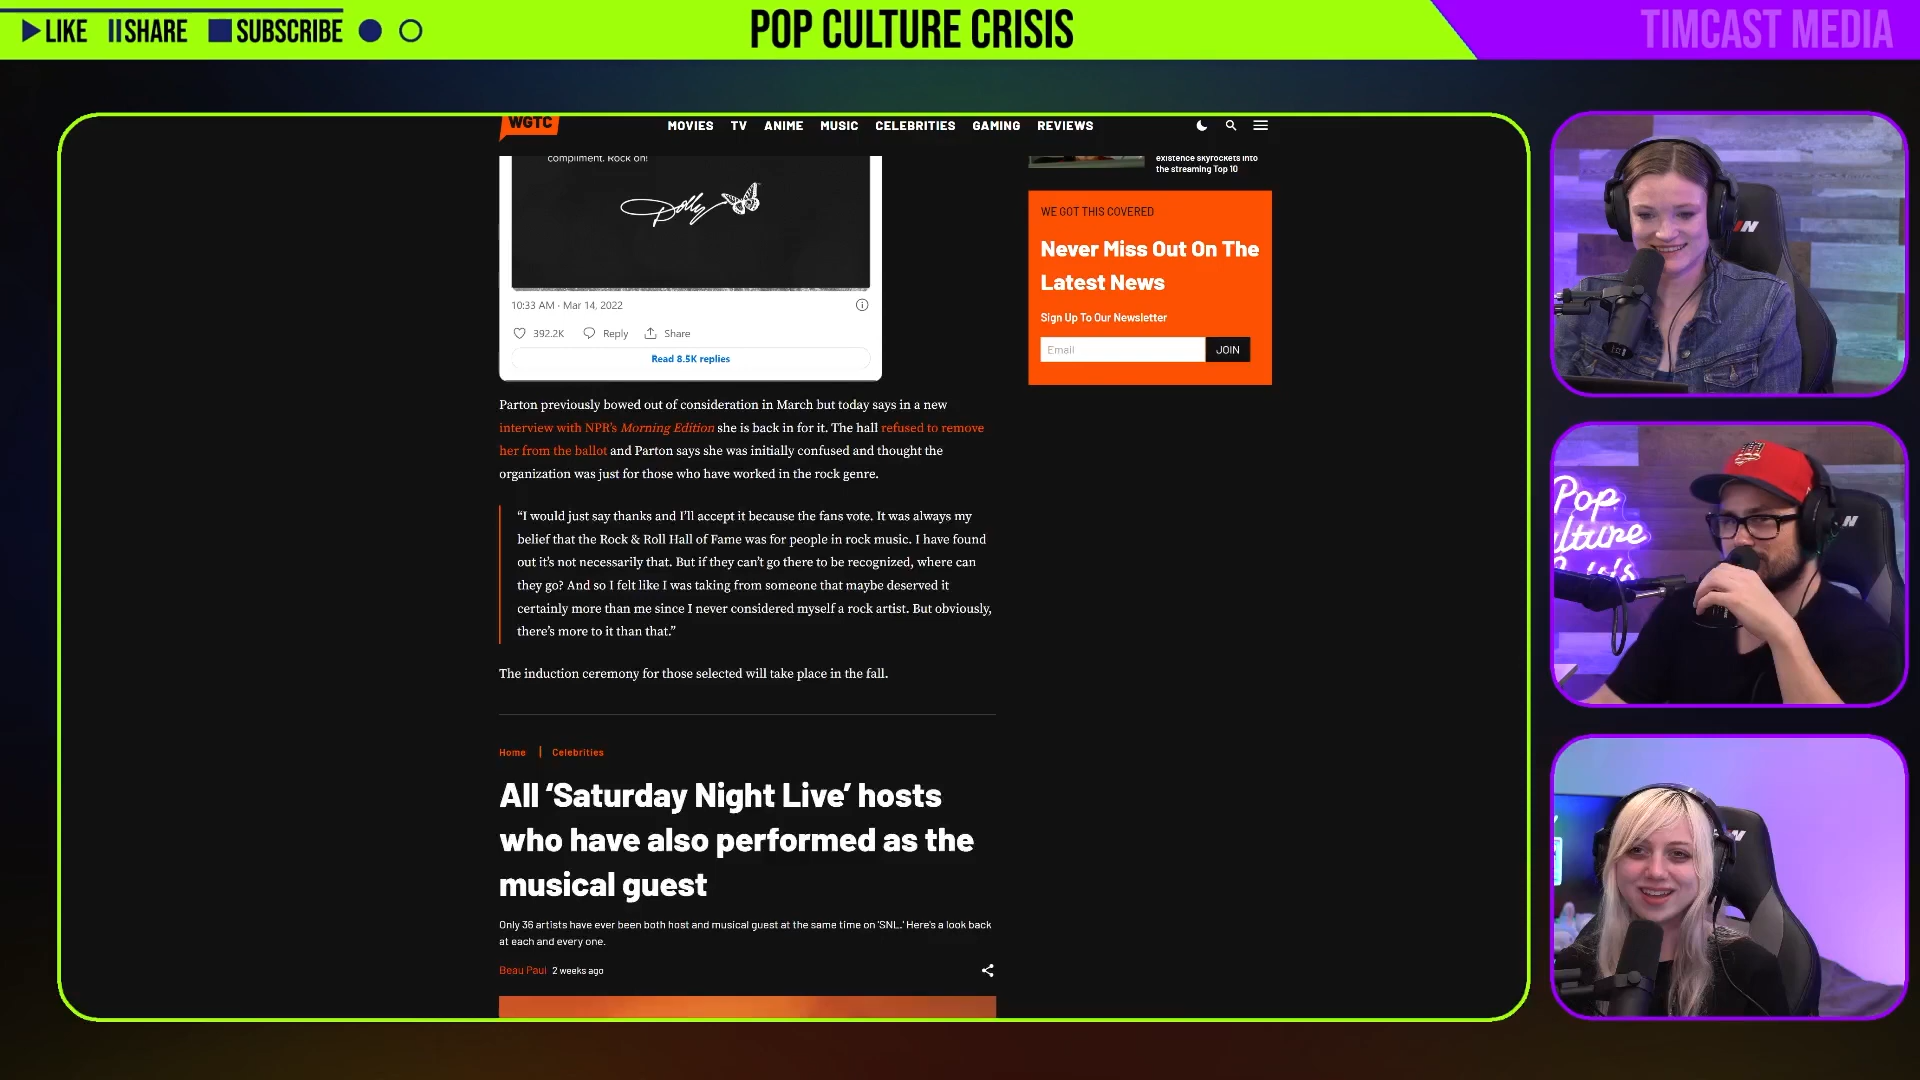 LIKE SHARE SUBSCRIBE
POP CULTURE CRISIS
TIMCAST MEDIA
WGTC
MOVIES TV ANIME MUSIC CELEBRITIES GAMING REVIEWS
compliment. Rock on!
Dolly
10:33 AM · Mar 14, 2022
392.2K Reply Share
Read 8.5K replies
Parton previously bowed out of consideration in March but today says in a new
interview with NPR’s Morning Edition she is back in for it. The hall refused to remove
her from the ballot and Parton says she was initially confused and thought the
organization was just for those who have worked in the rock genre.
“I would just say thanks and I’ll accept it because the fans vote. It was always my
belief that the Rock & Roll Hall of Fame was for people in rock music. I have found
out it’s not necessarily that. But if they can’t go there to be recognized, where can
they go? And so I felt like I was taking from someone that maybe deserved it
certainly more than me since I never considered myself a rock artist. But obviously,
there’s more to it than that.”
The induction ceremony for those selected will take place in the fall.
Home | Celebrities
All ‘Saturday Night Live’ hosts
who have also performed as the
musical guest
Only 36 artists have ever been both host and musical guest at the same time on 'SNL.' Here's a look back
at each and every one.
Beau Paul 2 weeks ago
existence skyrockets into
the streaming Top 10
WE GOT THIS COVERED
Never Miss Out On The
Latest News
Sign Up To Our Newsletter
Email JOIN
Pop